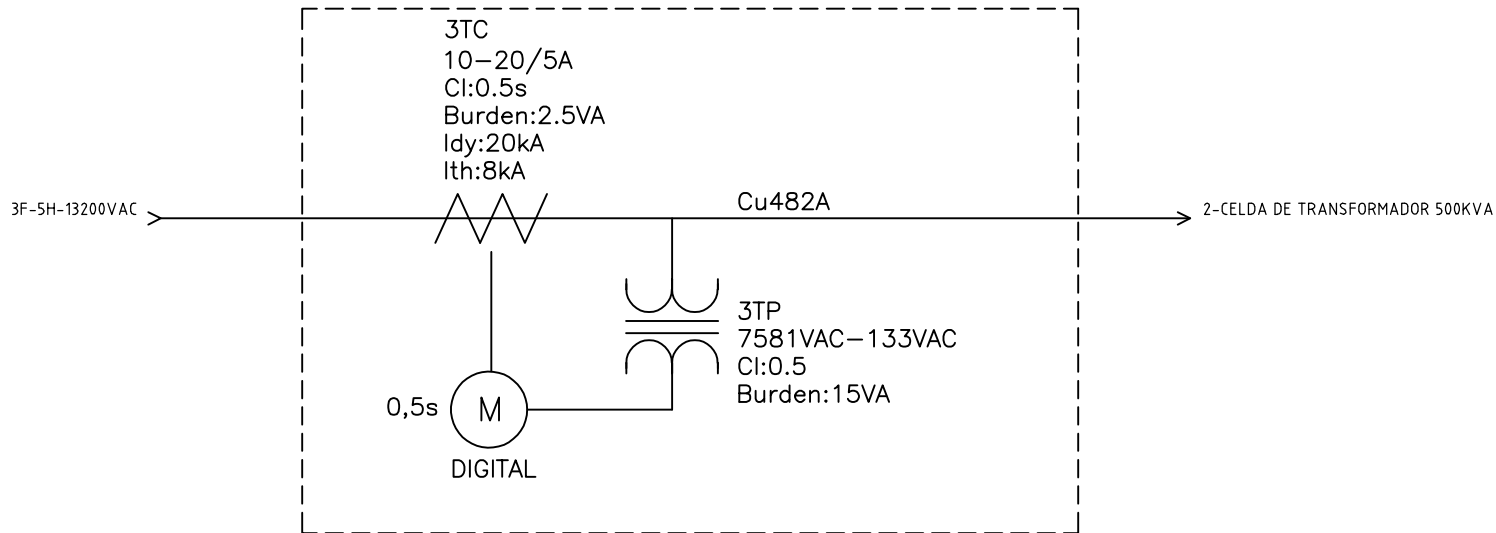 3TC
10-20/5A
Cl:0.5s
Burden:2.5VA
Idy:20kA
Ith:8kA
3F-5H-13200VAC
Cu482A
2-CELDA DE TRANSFORMADOR 500KVA
3TP
7581VAC-133VAC
Cl:0.5
Burden:15VA
0,5s
M
DIGITAL